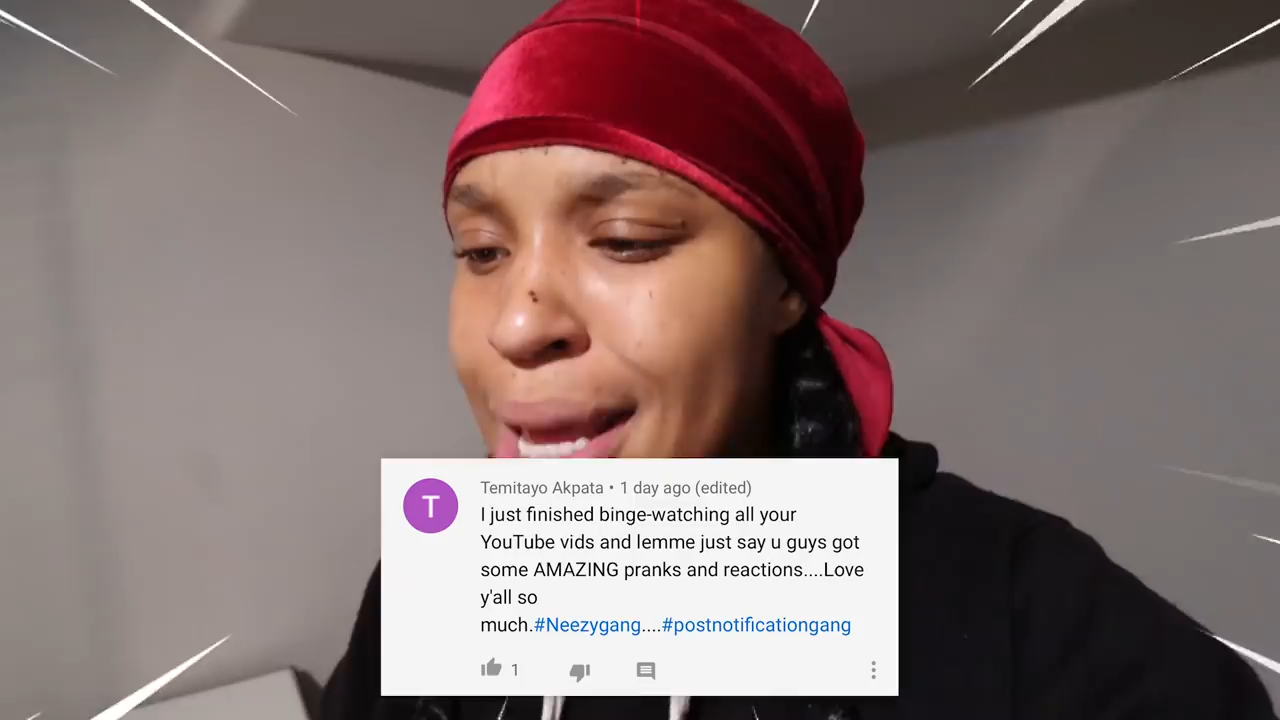 T
Temitayo Akpata • 1 day ago (edited)
I just finished binge-watching all your
YouTube vids and lemme just say u guys got
some AMAZING pranks and reactions....Love
y'all so
much.#Neezygang....#postnotificationgang
1